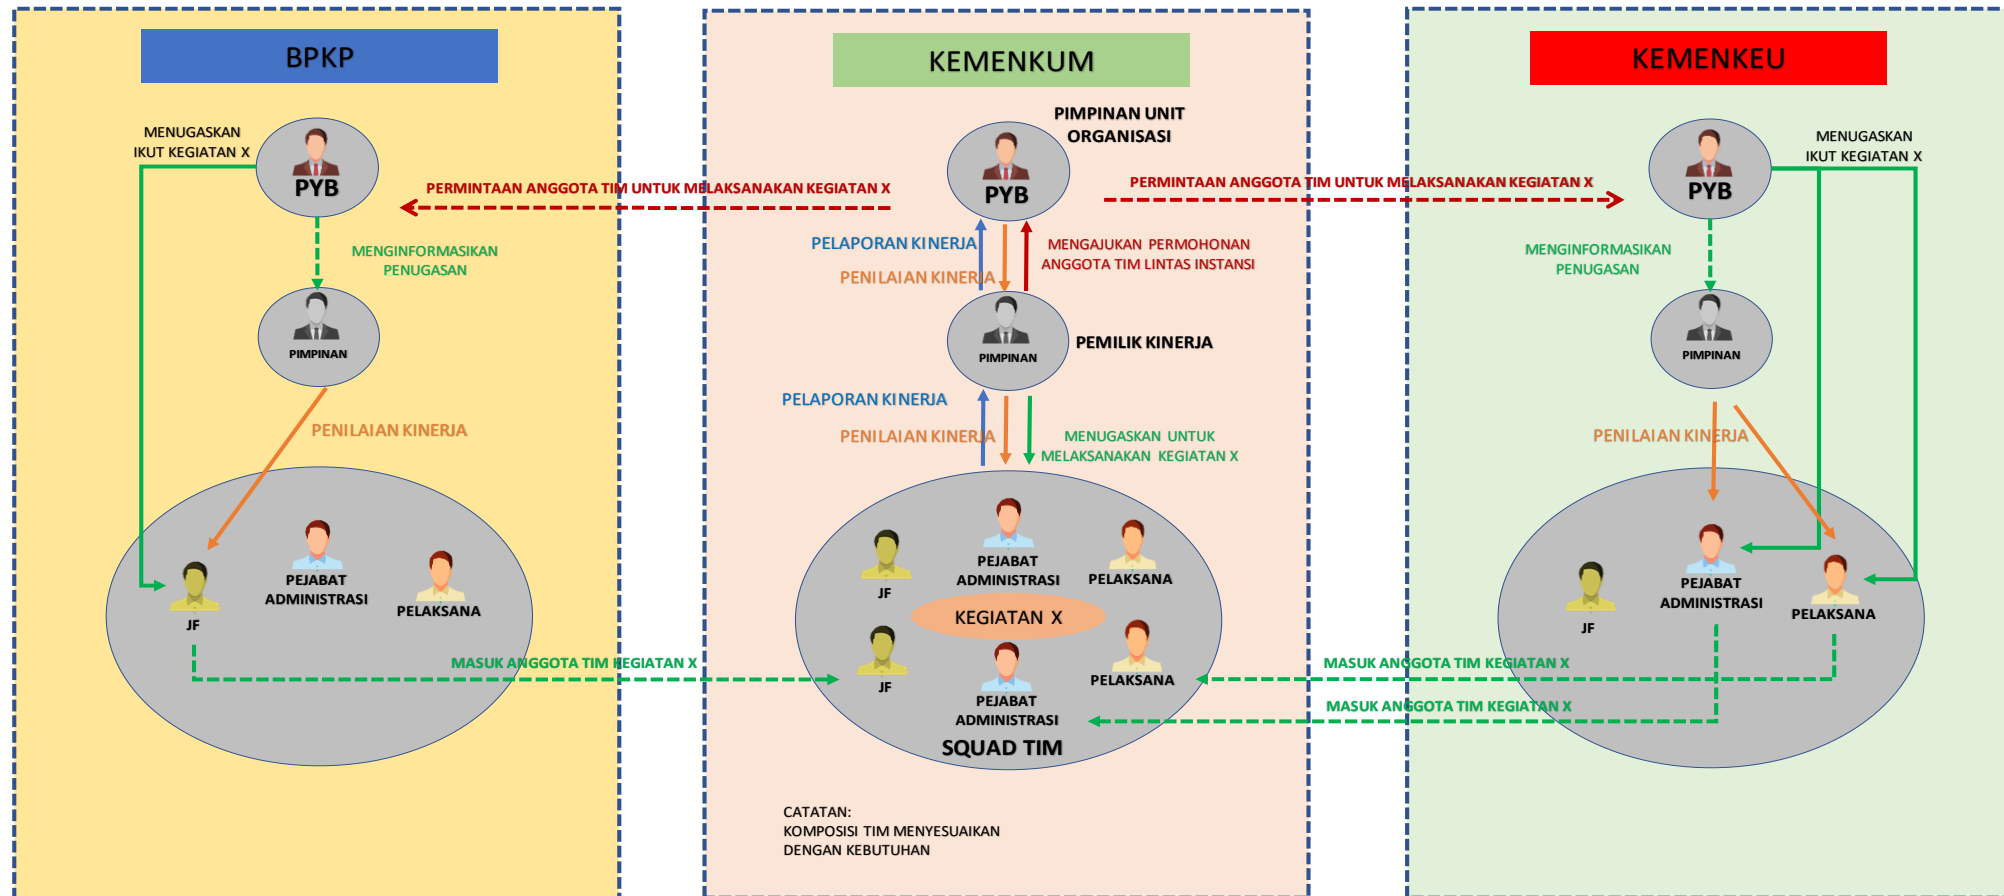 BPKP
MENUGASKAN
IKUT KEGIATAN X
PYB
MENGINFORMASIKAN
PENUGASAN
PIMPINAN
PENILAIAN KINERJA
JF
PEJABAT
ADMINISTRASI
PELAKSANA
MASUK ANGGOTA TIM KEGIATAN X
PERMINTAAN ANGGOTA TIM UNTUK MELAKSANAKAN KEGIATAN X
KEMENKUM
PIMPINAN UNIT
ORGANISASI
PYB
PELAPORAN KINERJA
PENILAIAN KINERJA
MENGAJUKAN PERMOHONAN
ANGGOTA TIM LINTAS INSTANSI
PIMPINAN
PEMILIK KINERJA
PELAPORAN KINERJA
PENILAIAN KINERJA
MENUGASKAN UNTUK
MELAKSANAKAN KEGIATAN X
JF
PEJABAT
ADMINISTRASI
PELAKSANA
KEGIATAN X
JF
PEJABAT
ADMINISTRASI
PELAKSANA
SQUAD TIM
CATATAN:
KOMPOSISI TIM MENYESUAIKAN
DENGAN KEBUTUHAN
PERMINTAAN ANGGOTA TIM UNTUK MELAKSANAKAN KEGIATAN X
KEMENKEU
MENUGASKAN
IKUT KEGIATAN X
PYB
MENGINFORMASIKAN
PENUGASAN
PIMPINAN
PENILAIAN KINERJA
JF
PEJABAT
ADMINISTRASI
PELAKSANA
MASUK ANGGOTA TIM KEGIATAN X
MASUK ANGGOTA TIM KEGIATAN X